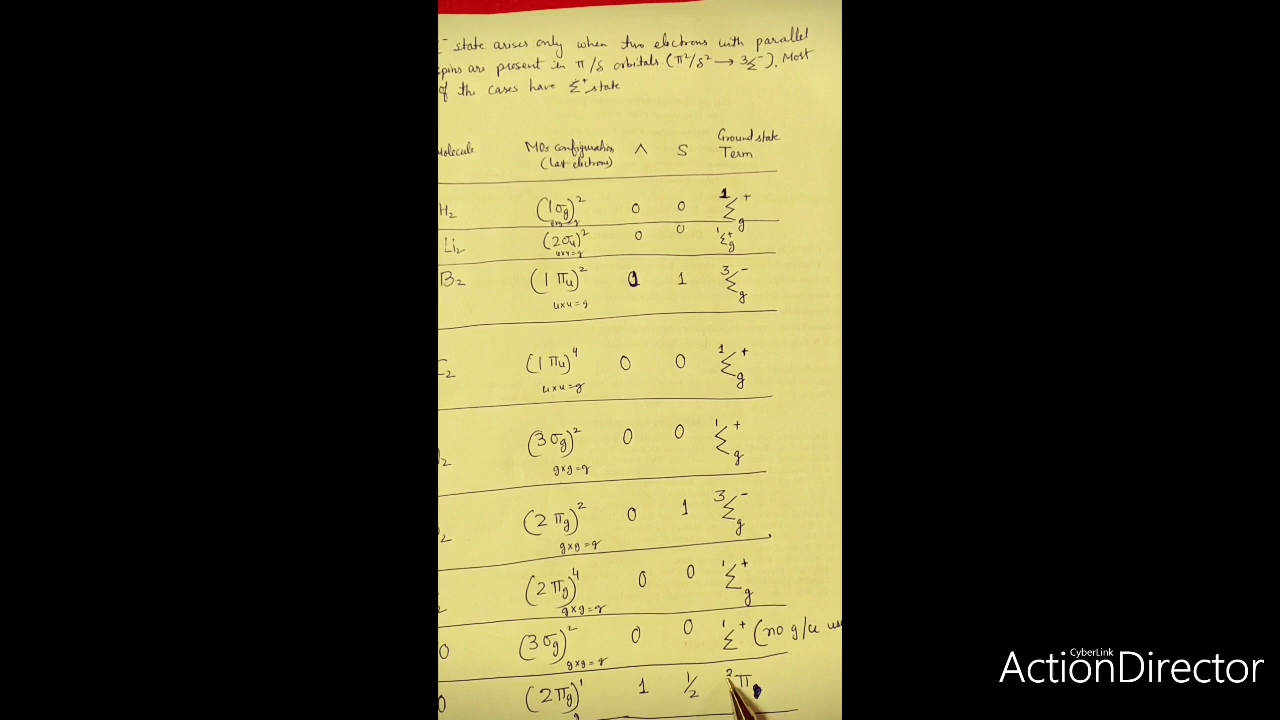 state arises only when two electrons with parallel
spins are present in π/δ orbitals (π²/δ² → ³Σ⁻). Most
of the cases have Σ⁺ state
Molecule MOs configuration (last electrons) Λ S Ground state Term
H₂ (1σg)² 0 0 ¹Σg⁺
Li₂ (2σu)² 0 0 ¹Σg⁺
u×u=g
B₂ (1πu)² 0 1 ³Σg⁻
u×u=g
(1πu)⁴ 0 0 ¹Σg⁺
u×u=g
(3σg)² 0 0 ¹Σg⁺
g×g=g
(2πg)² 0 1 ³Σg⁻
g×g=g
(2πg)⁴ 0 0 ¹Σg⁺
g×g=g
(3σg)² 0 0 ¹Σ⁺ (no g/u
g×g=g
(2πg)¹ 1 1/2 ²π
g
CyberLink
ActionDirector